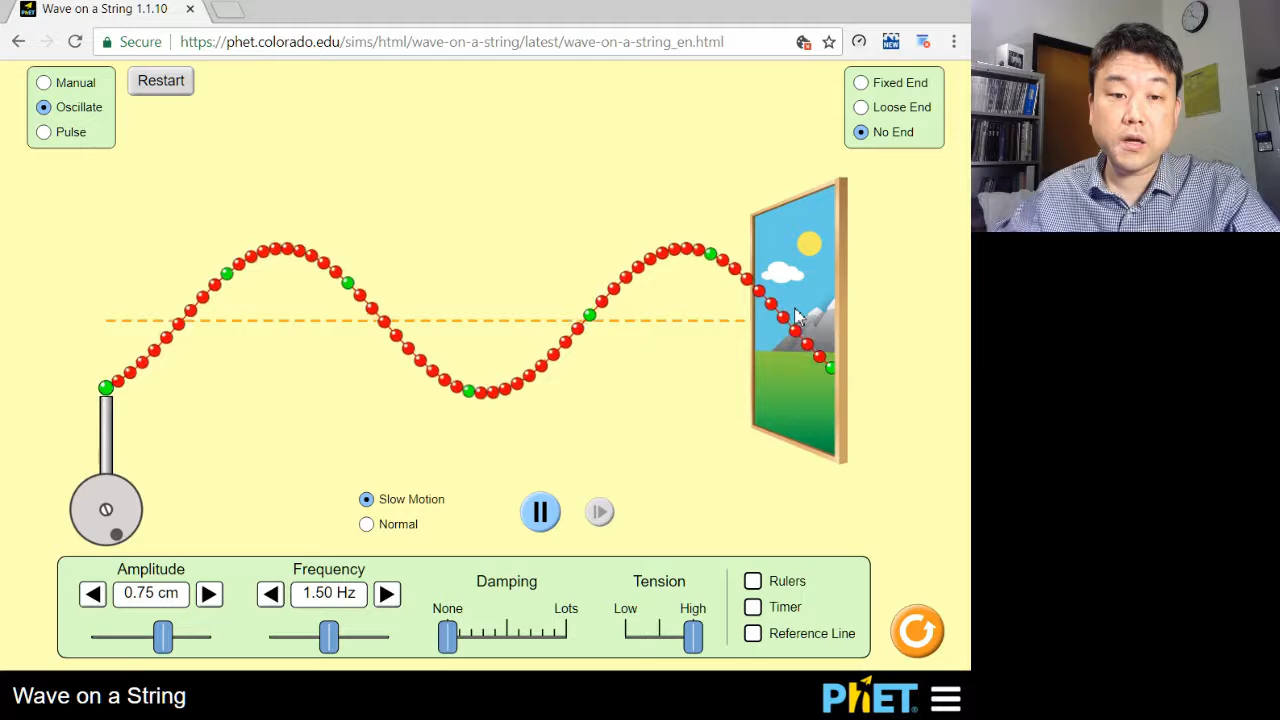 Wave on a String 1.1.10
Secure https://phet.colorado.edu/sims/html/wave-on-a-string/latest/wave-on-a-string_en.html
NEW
Manual
Oscillate
Pulse
Restart
Fixed End
Loose End
No End
Slow Motion
Normal
Amplitude
0.75 cm
Frequency
1.50 Hz
Damping
None Lots
Tension
Low High
Rulers
Timer
Reference Line
Wave on a String
PhET